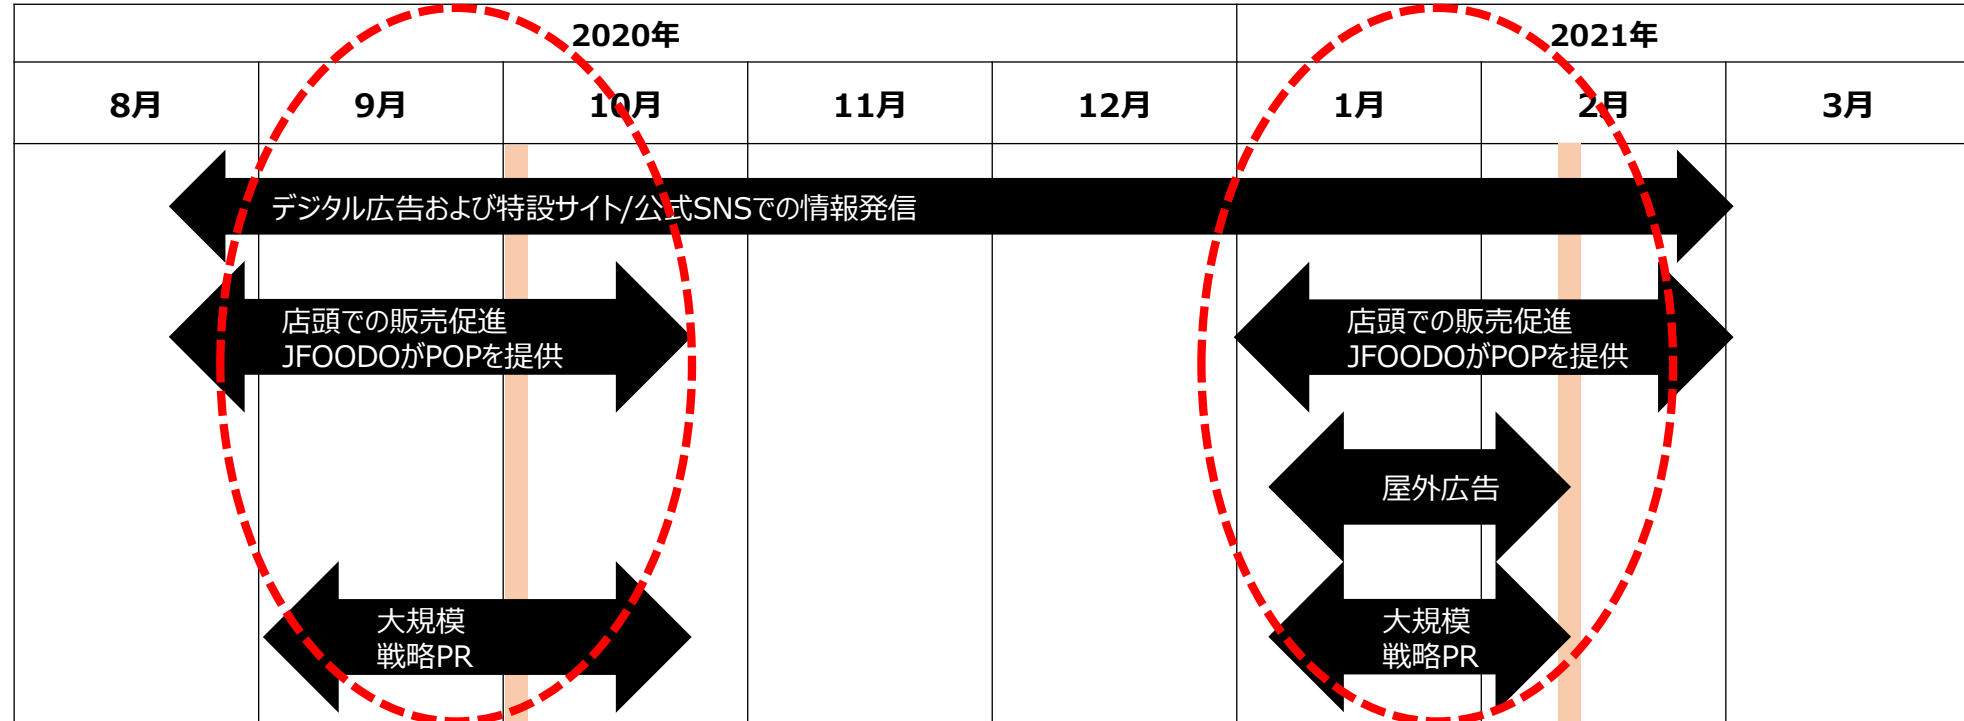 2020年
2021年
8月
9月
10月
11月
12月
1月
2月
3月
デジタル広告および特設サイト/公式SNSでの情報発信
店頭での販売促進
JFOODOがPOPを提供
店頭での販売促進
JFOODOがPOPを提供
屋外広告
大規模
戦略PR
大規模
戦略PR